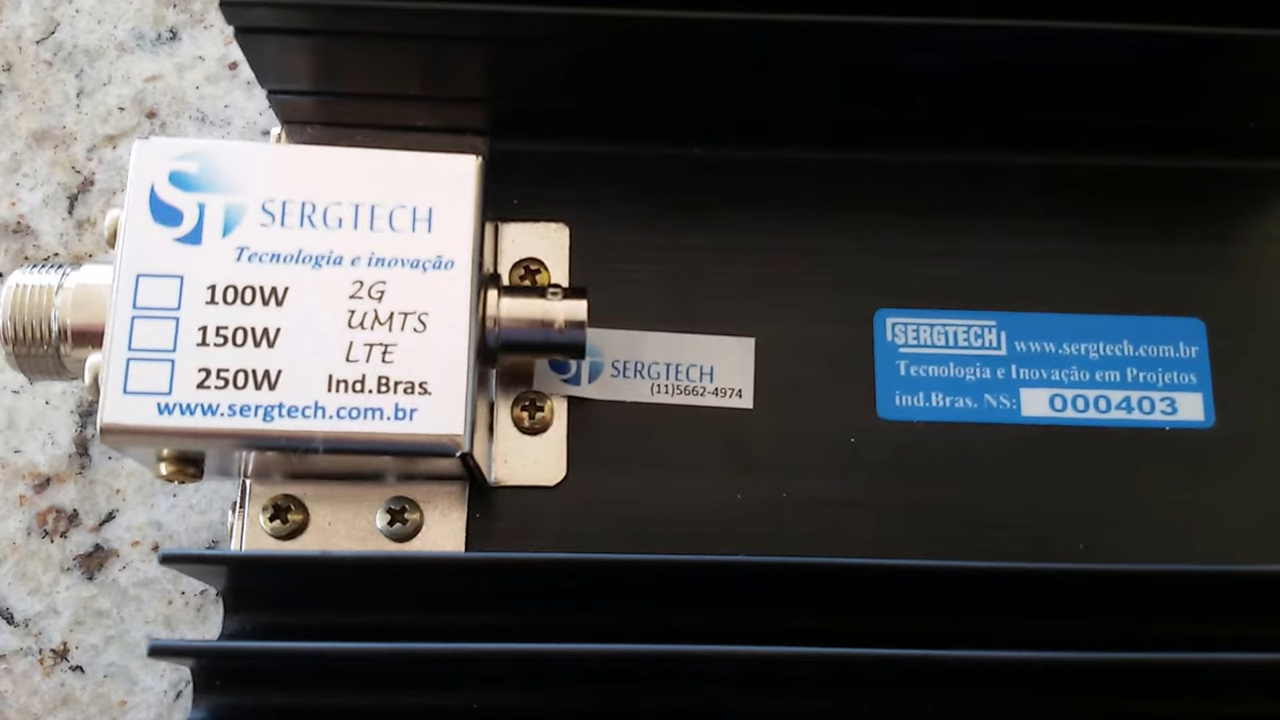 ST SERGTECH
Tecnologia e inovação
100W 2G
150W UMTS
250W LTE
Ind.Bras.
www.sergtech.com.br
SERGTECH
(11)5662-4974
SERGTECH www.sergtech.com.br
Tecnologia e Inovação em Projetos
ind.Bras. NS: 000403